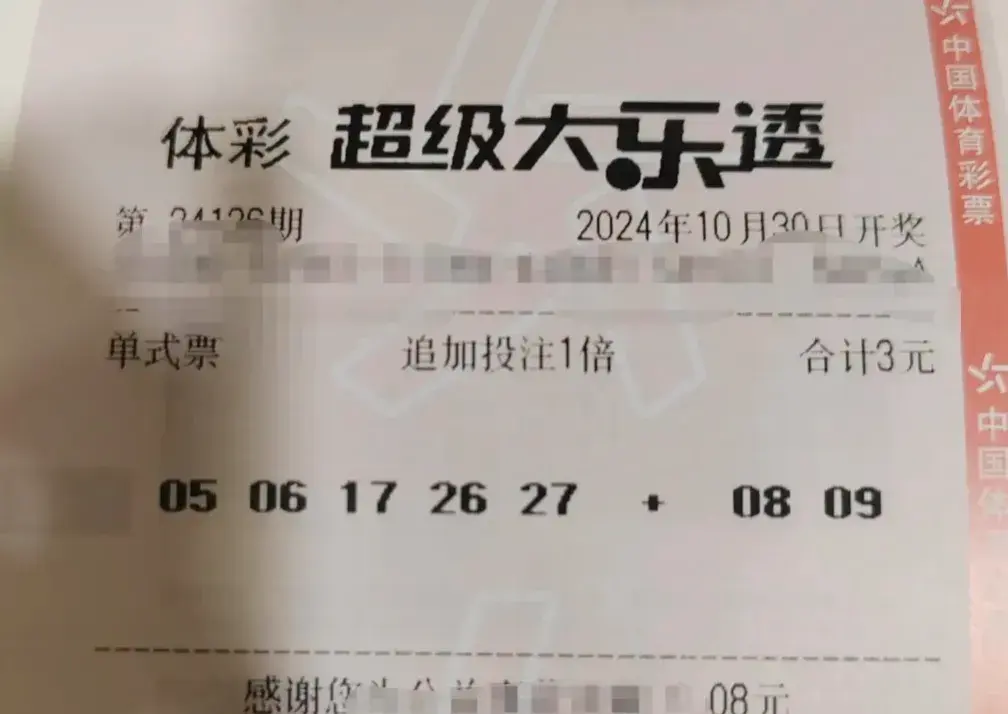 中国体育彩票
体彩 超级大乐透
第 24126期 2024年10月30日开奖
单式票 追加投注1倍 合计3元
05 06 17 26 27 + 08 09
感谢您为公益 08元
中国